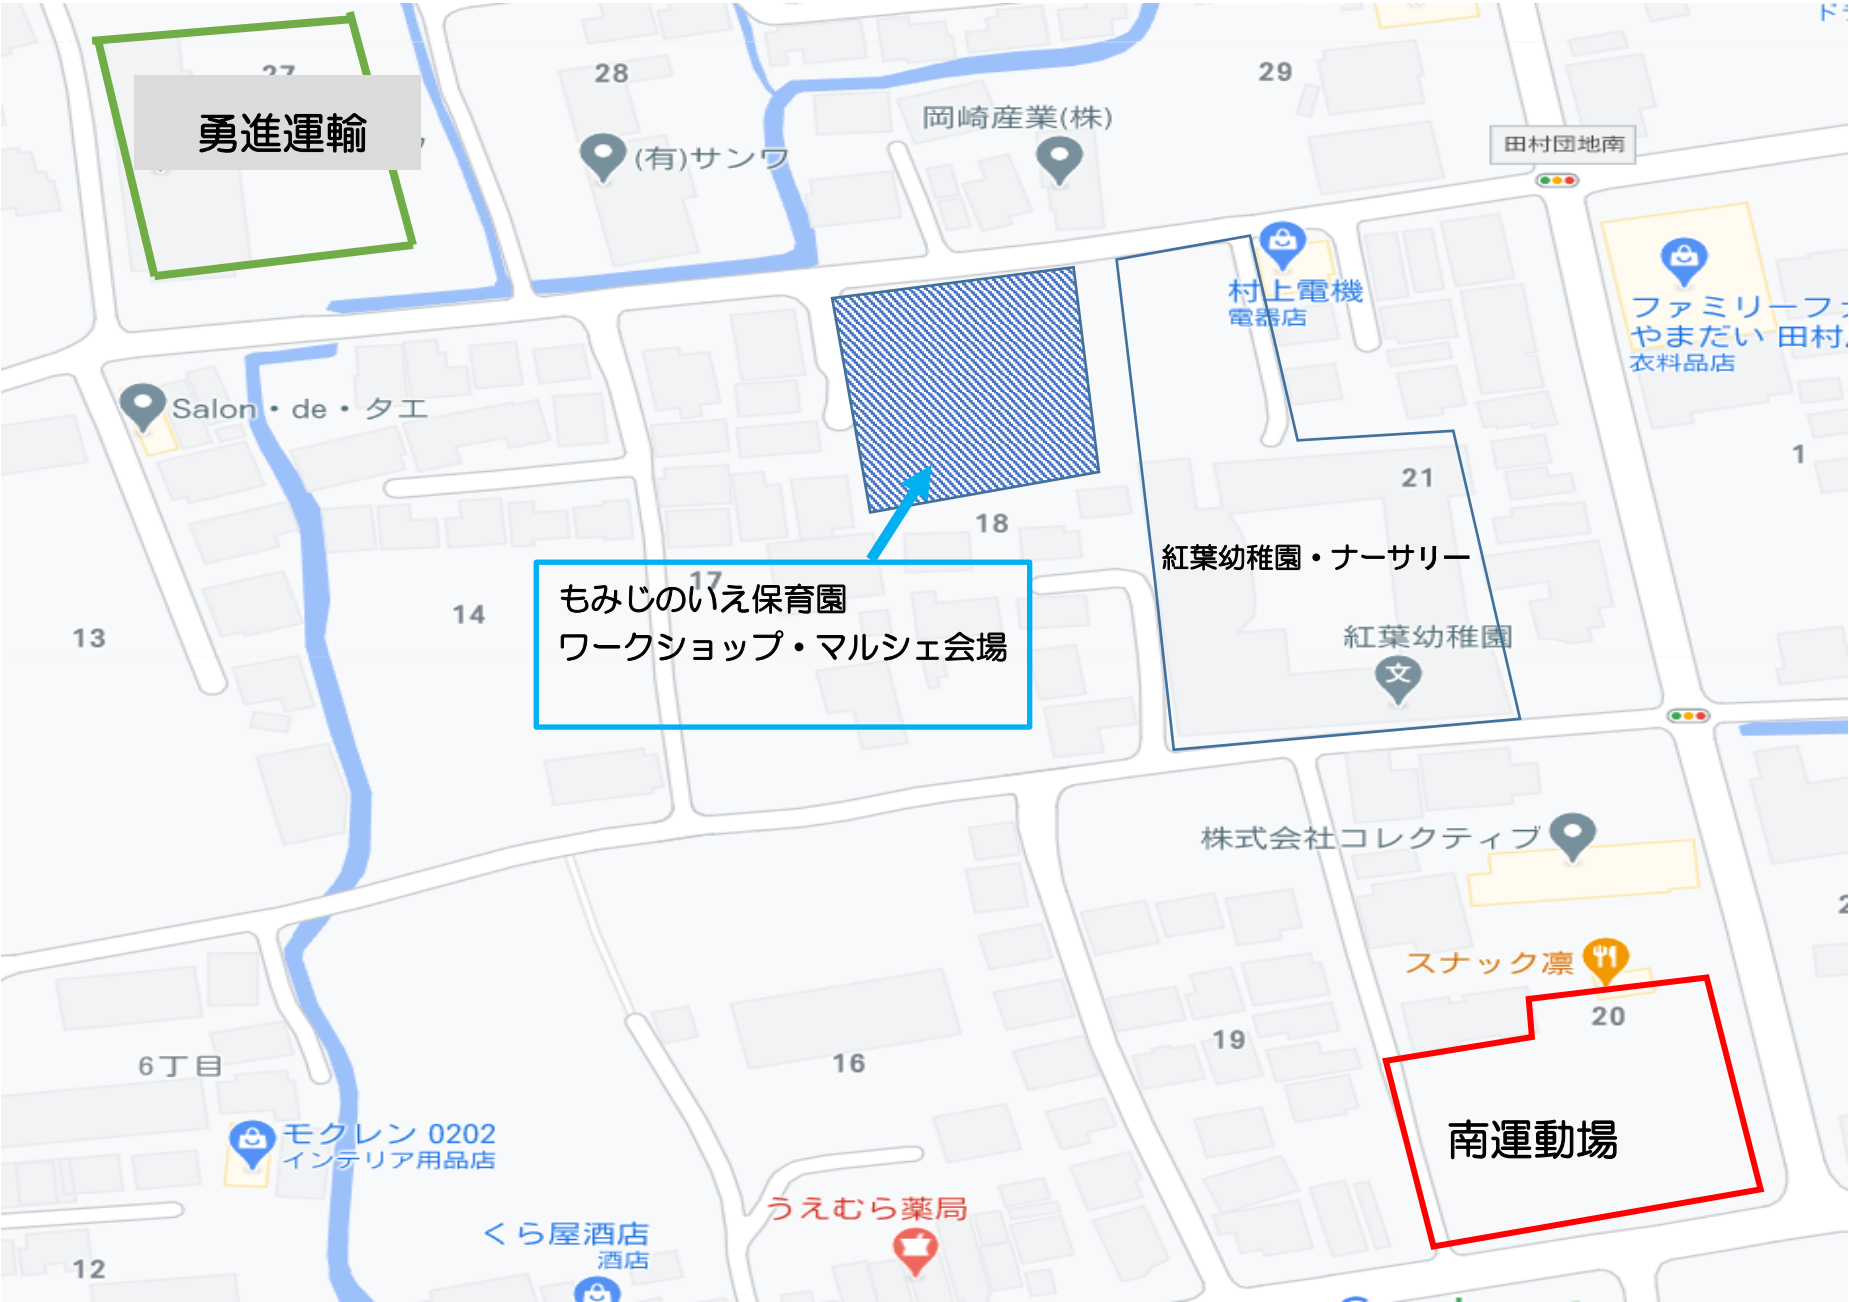 27
勇進運輸
28
(有)サンワ
岡崎産業(株)
29
田村団地南
村上電機
電器店
ファミリーファ
やまだい 田村
衣料品店
Salon・de・タエ
1
21
18
紅葉幼稚園・ナーサリー
17
もみじのいえ保育園
ワークショップ・マルシェ会場
14
13
紅葉幼稚園
文
株式会社コレクティブ
スナック凛
20
19
16
6丁目
モクレン 0202
インテリア用品店
南運動場
うえむら薬局
くら屋酒店
酒店
12